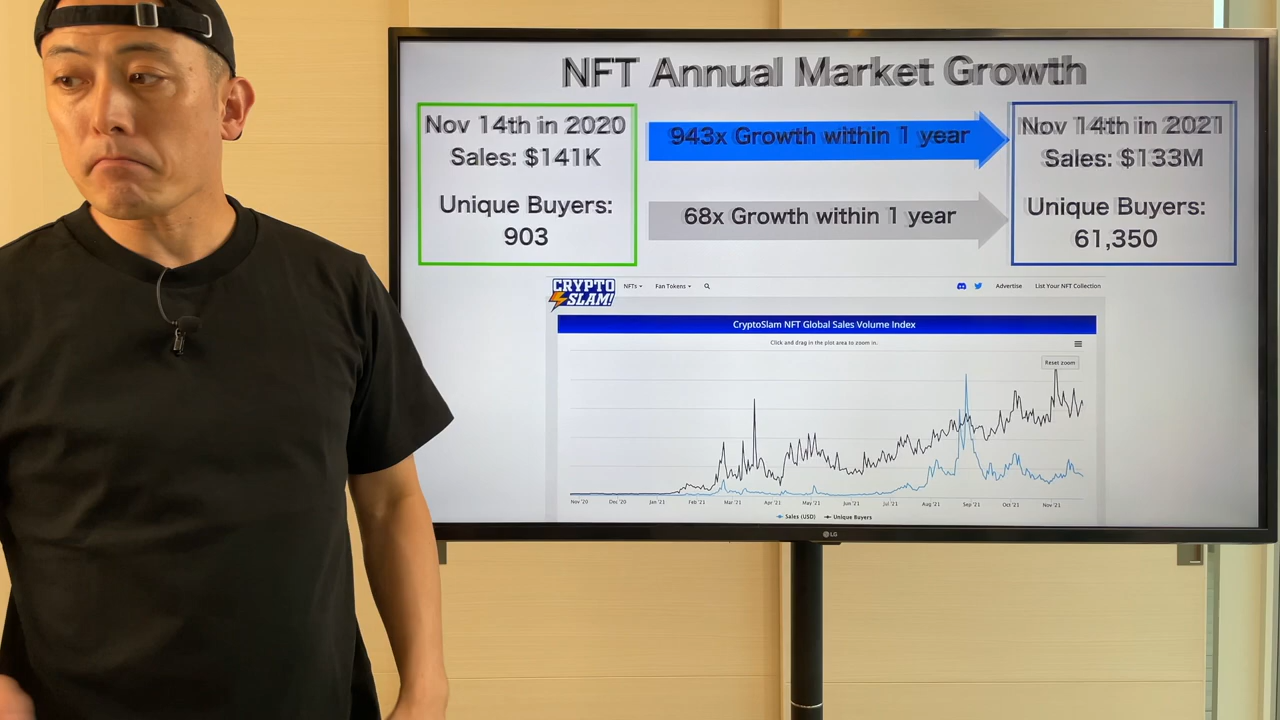 NFT Annual Market Growth
Nov 14th in 2020
Sales: $141K
Unique Buyers:
903
943x Growth within 1 year
68x Growth within 1 year
Nov 14th in 2021
Sales: $133M
Unique Buyers:
61,350
CRYPTO
SLAM!
NFTs
Fan Tokens
Advertise
List Your NFT Collection
CryptoSlam NFT Global Sales Volume Index
Click and drag in the plot area to zoom in.
Reset zoom
Nov '20 Dec '20 Jan '21 Feb '21 Mar '21 Apr '21 May '21 Jun '21 Jul '21 Aug '21 Sep '21 Oct '21 Nov '21
Sales (USD) Unique Buyers
LG